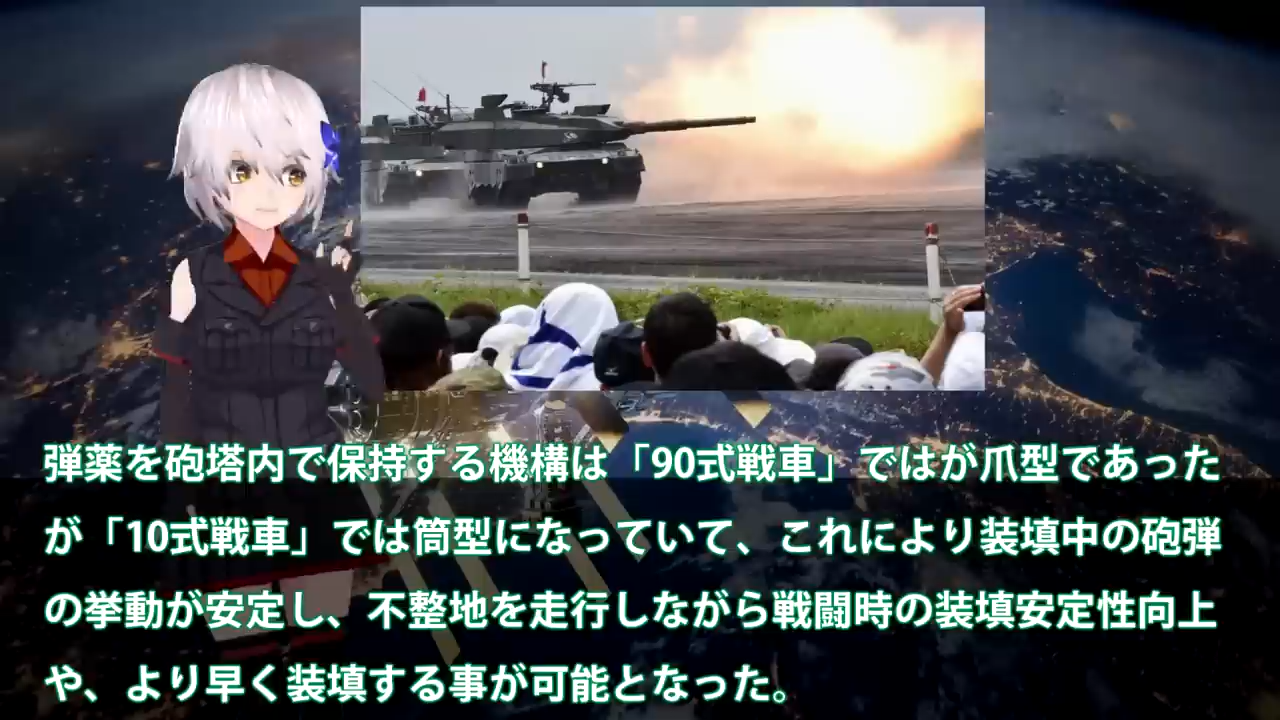 弾薬を砲塔内で保持する機構は「90式戦車」ではが爪型であった
が「10式戦車」では筒型になっていて、これにより装填中の砲弾
の挙動が安定し、不整地を走行しながら戦闘時の装填安定性向上
や、より早く装填する事が可能となった。